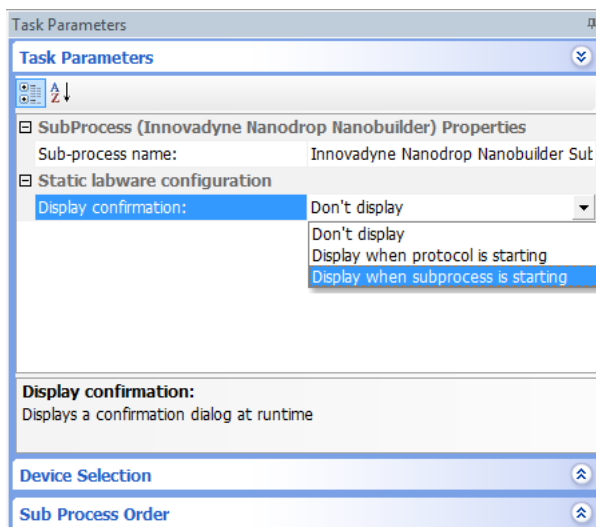 Task Parameters
Task Parameters
SubProcess (Innovadyne Nanodrop Nanobuilder) Properties
Sub-process name: Innovadyne Nanodrop Nanobuilder Sub
Static labware configuration
Display confirmation: Don't display
Don't display
Display when protocol is starting
Display when subprocess is starting
Display confirmation:
Displays a confirmation dialog at runtime
Device Selection
Sub Process Order